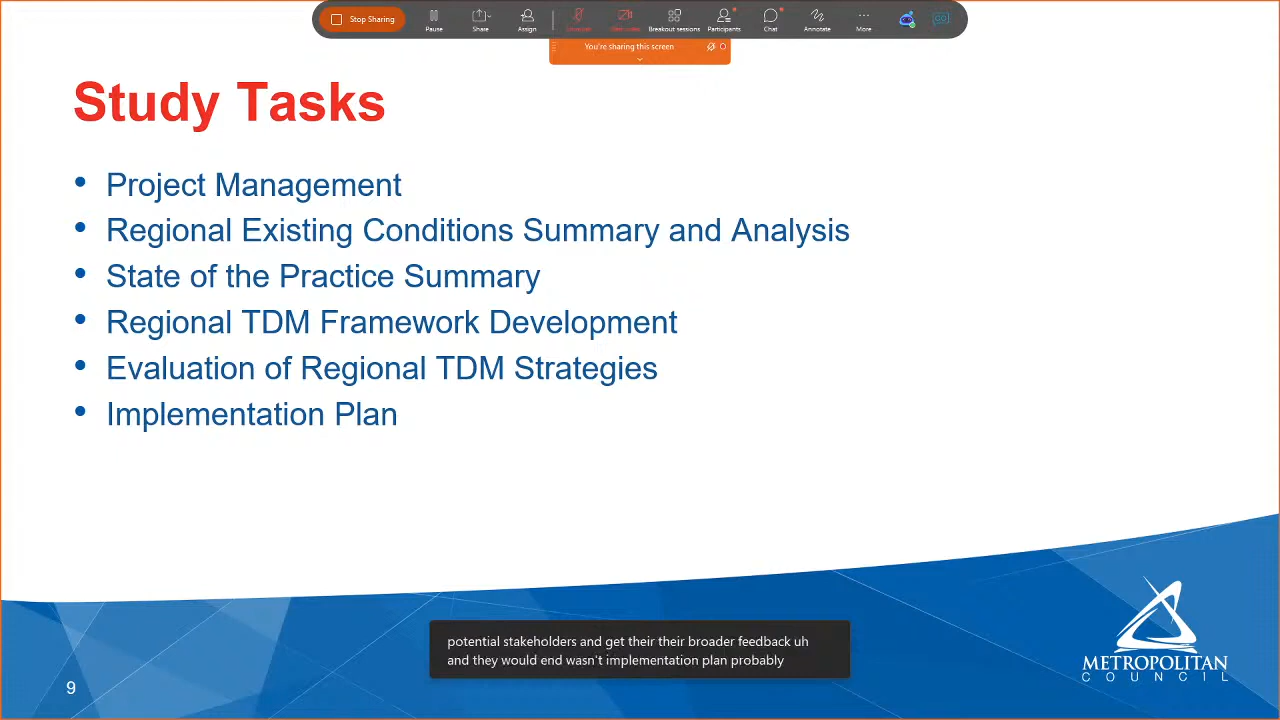 Stop Sharing
Pause
Share
Assign
Breakout sessions
Participants
Chat
Annotate
More
You're sharing this screen
Study Tasks
• Project Management
• Regional Existing Conditions Summary and Analysis
• State of the Practice Summary
• Regional TDM Framework Development
• Evaluation of Regional TDM Strategies
• Implementation Plan
potential stakeholders and get their their broader feedback uh
and they would end wasn't implementation plan probably
METROPOLITAN
COUNCIL
9